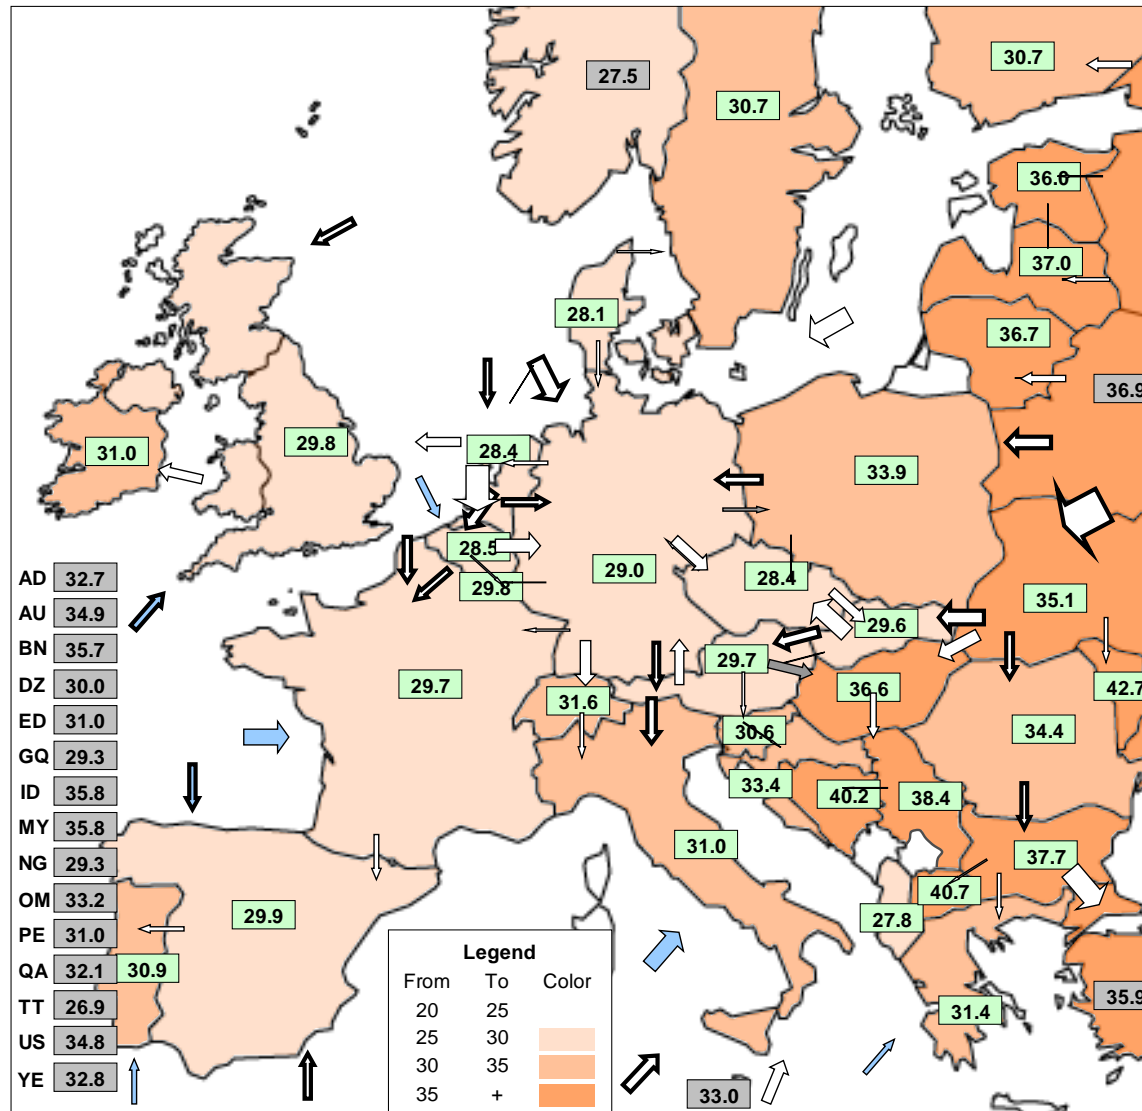 27.5
30.7
30.7
36.0
37.0
28.1
36.7
36.9
31.0
29.8
28.4
33.9
28.5
29.8
29.0
28.4
35.1
29.6
29.7
29.7
31.6
36.6
42.7
30.6
34.4
33.4
40.2
38.4
31.0
37.7
40.7
27.8
29.9
30.9
31.4
35.9
33.0
AD 32.7
AU 34.9
BN 35.7
DZ 30.0
ED 31.0
GQ 29.3
ID 35.8
MY 35.8
NG 29.3
OM 33.2
PE 31.0
QA 32.1
TT 26.9
US 34.8
YE 32.8
Legend
From To Color
20 25
25 30
30 35
35 +